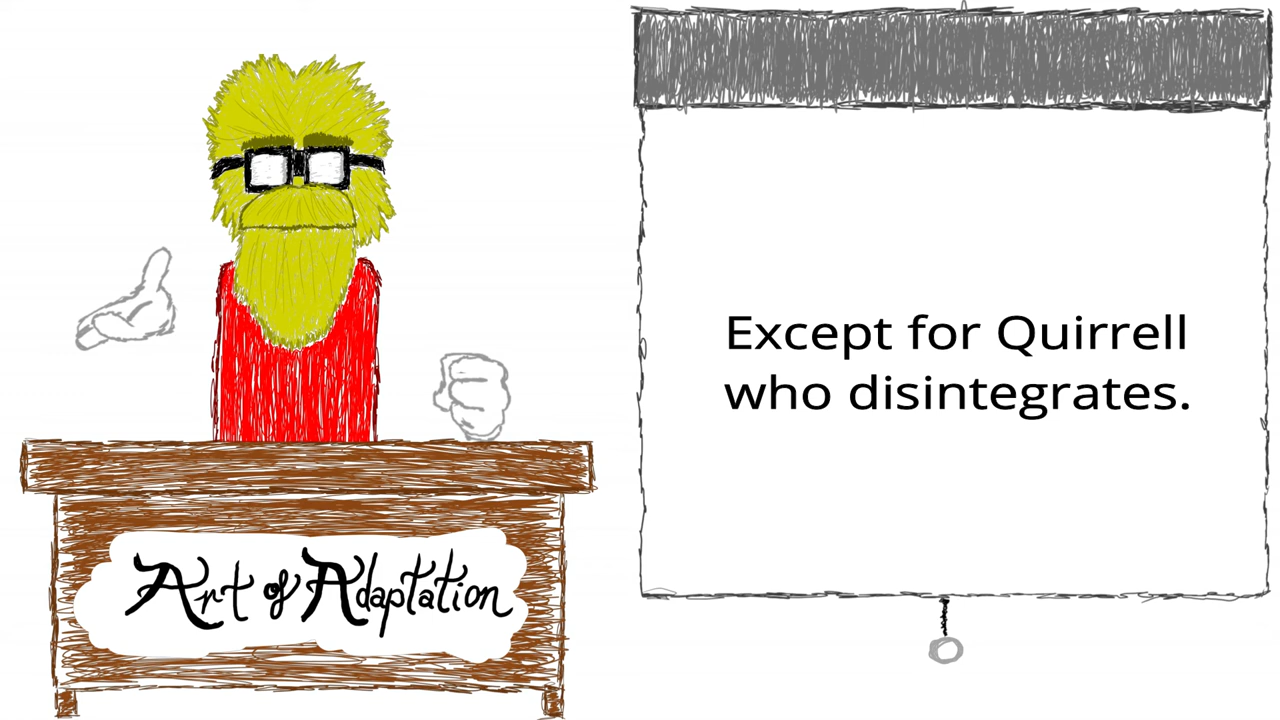 Except for Quirrell
who disintegrates.
Art of Adaptation